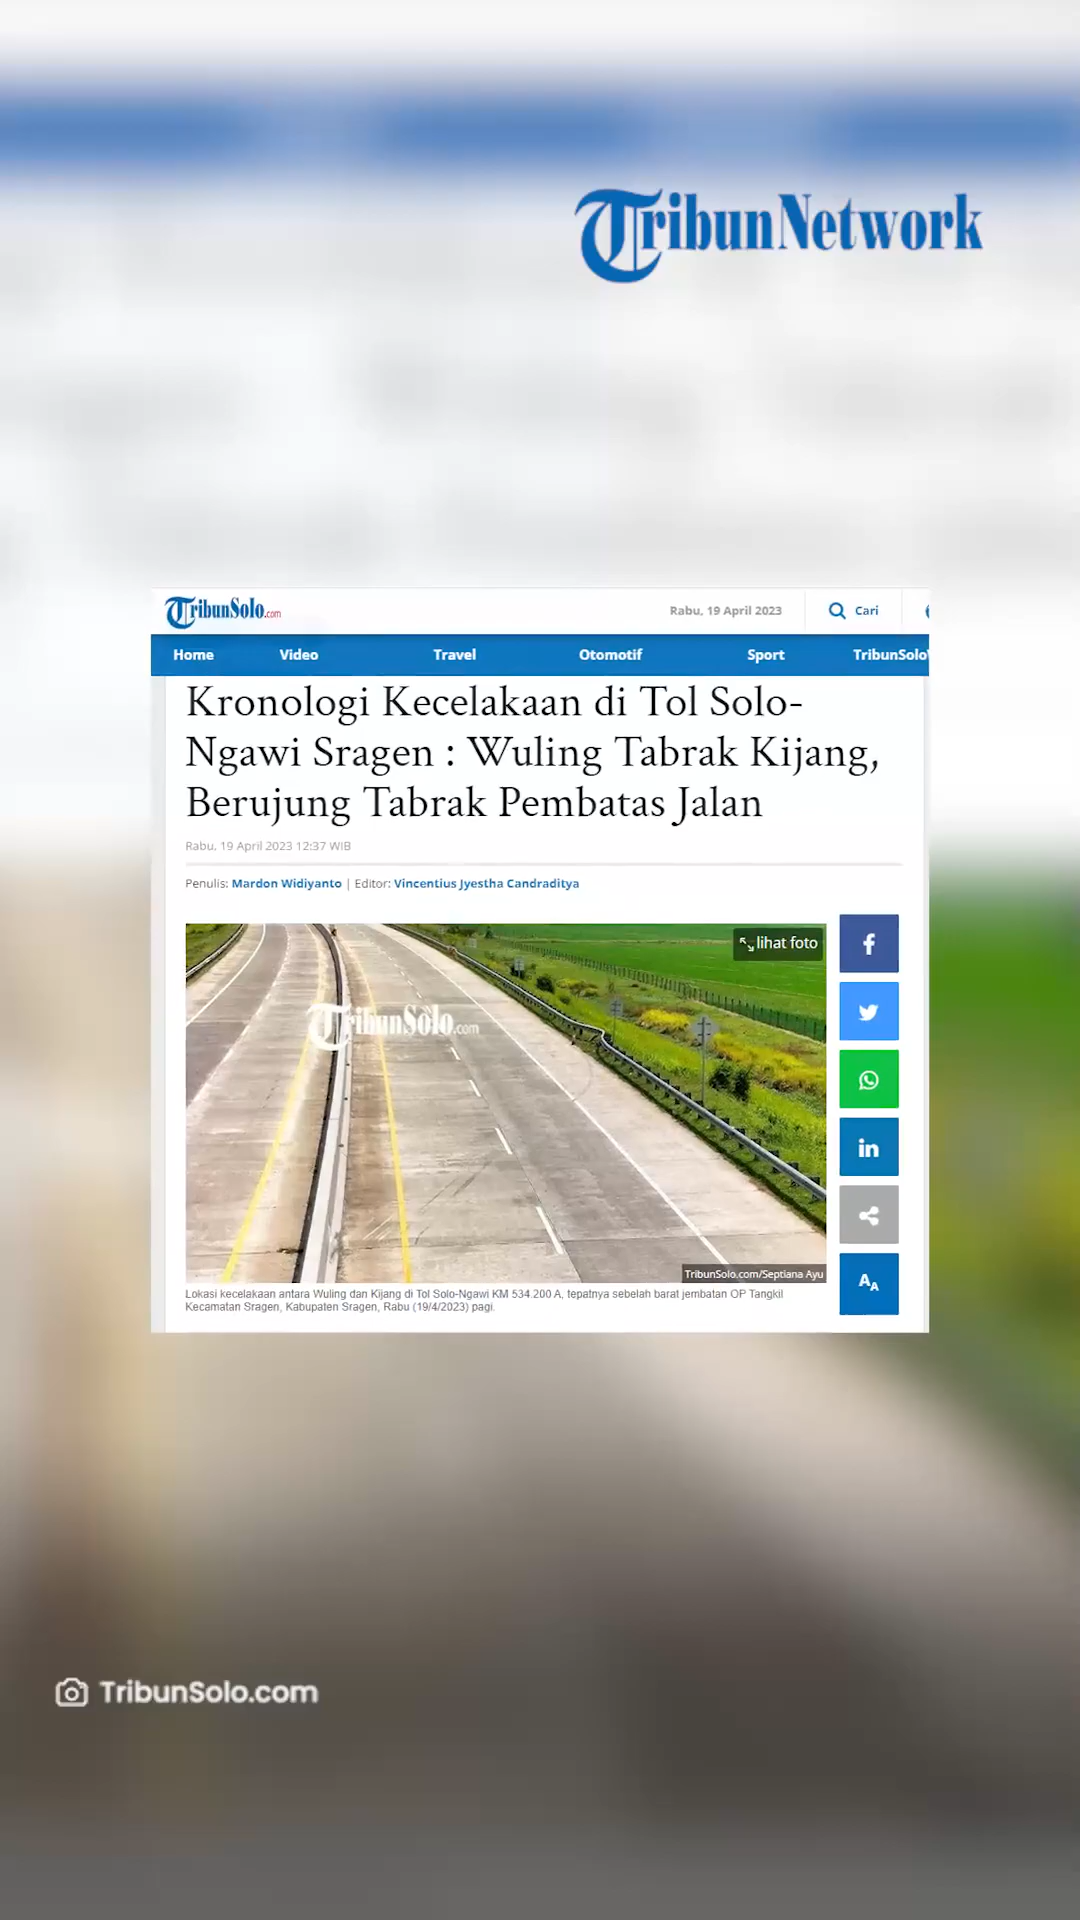 TribunNetwork
TribunSolo.com
Rabu, 19 April 2023
Cari
Home Video Travel Otomotif Sport TribunSolo
Kronologi Kecelakaan di Tol Solo-
Ngawi Sragen : Wuling Tabrak Kijang,
Berujung Tabrak Pembatas Jalan
Rabu, 19 April 2023 12:37 WIB
Penulis: Mardon Widiyanto | Editor: Vincentius Jyestha Candraditya
lihat foto
TribunSolo.com
TribunSolo.com/Septiana Ayu
Lokasi kecelakaan antara Wuling dan Kijang di Tol Solo-Ngawi KM 534.200 A, tepatnya sebelah barat jembatan OP Tangkil
Kecamatan Sragen, Kabupaten Sragen, Rabu (19/4/2023) pagi.
AA
TribunSolo.com